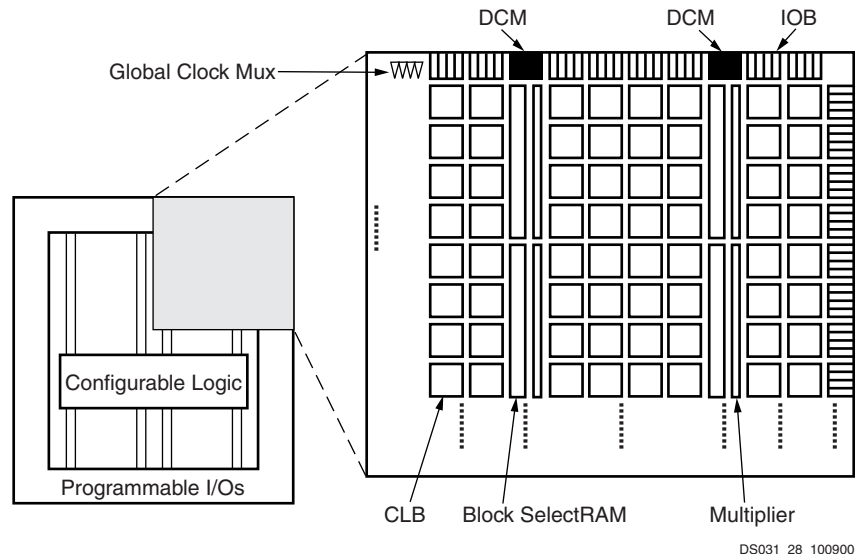 DCM
DCM
IOB
Global Clock Mux
Configurable Logic
Programmable I/Os
CLB
Block SelectRAM
Multiplier
DS031_28_100900